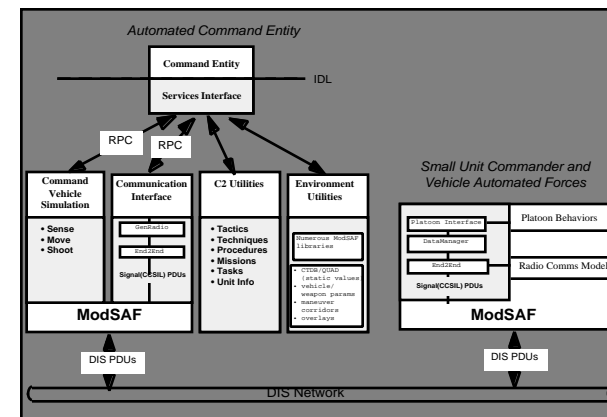 Automated Command Entity
Command Entity
IDL
Services Interface
RPC
RPC
Small Unit Commander and
Vehicle Automated Forces
Command
Vehicle
Simulation
• Sense
• Move
• Shoot
Communication
Interface
GenRadio
End2End
Signal(CCSIL) PDUs
C2 Utilities
• Tactics
• Techniques
• Procedures
• Missions
• Tasks
• Unit Info
Environment
Utilities
Numerous ModSAF
libraries
• CTDB/QUAD
(static values
• vehicle/
weapon params
• maneuver
corridors
• overlays
ModSAF
Platoon Interface
DataManager
End2End
Signal(CCSIL) PDUs
Platoon Behaviors
Radio Comms Model
ModSAF
DIS PDUs
DIS PDUs
DIS Network